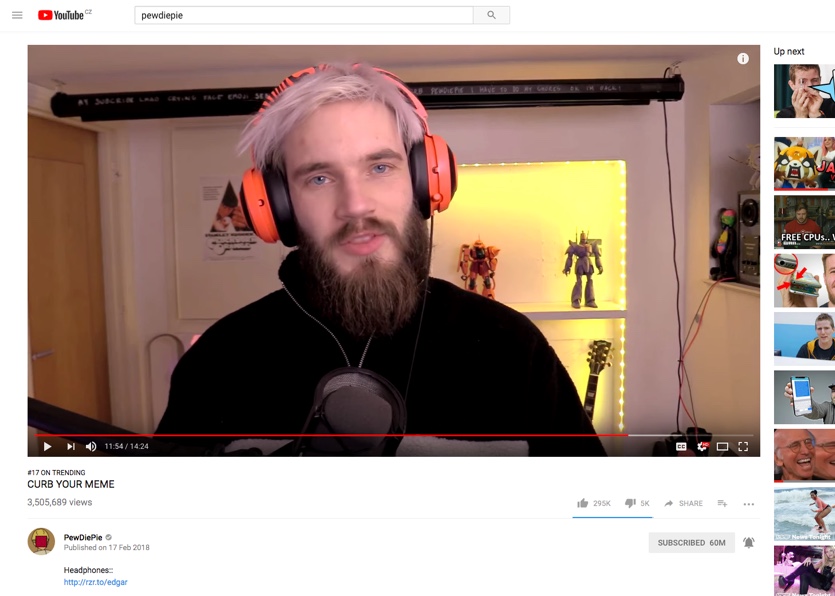 YouTube CZ
pewdiepie
Up next
FREE CPUs..
11:54 / 14:24
CC
#17 ON TRENDING
CURB YOUR MEME
3,505,689 views
295K
5K
SHARE
PewDiePie
Published on 17 Feb 2018
SUBSCRIBED 60M
Headphones::
http://rzr.to/edgar